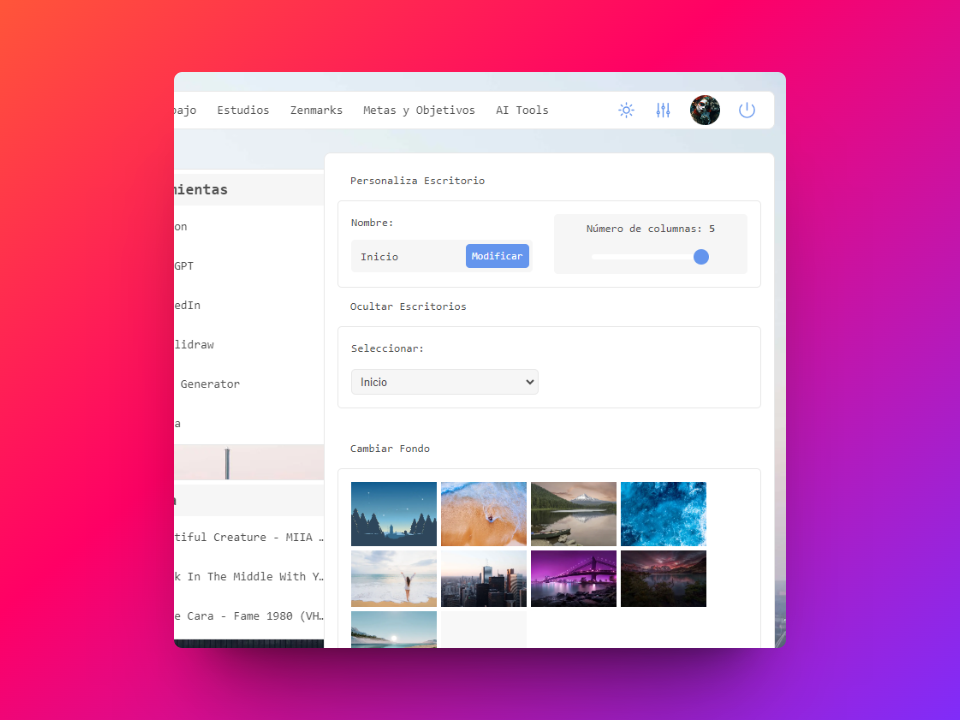 bajo Estudios Zenmarks Metas y Objetivos AI Tools
mientas
on
GPT
edIn
lidraw
Generator
a
tiful Creature - MIIA …
k In The Middle With Y…
e Cara - Fame 1980 (VH…
Personaliza Escritorio
Nombre:
Inicio
Modificar
Número de columnas: 5
Ocultar Escritorios
Seleccionar:
Inicio
Cambiar Fondo